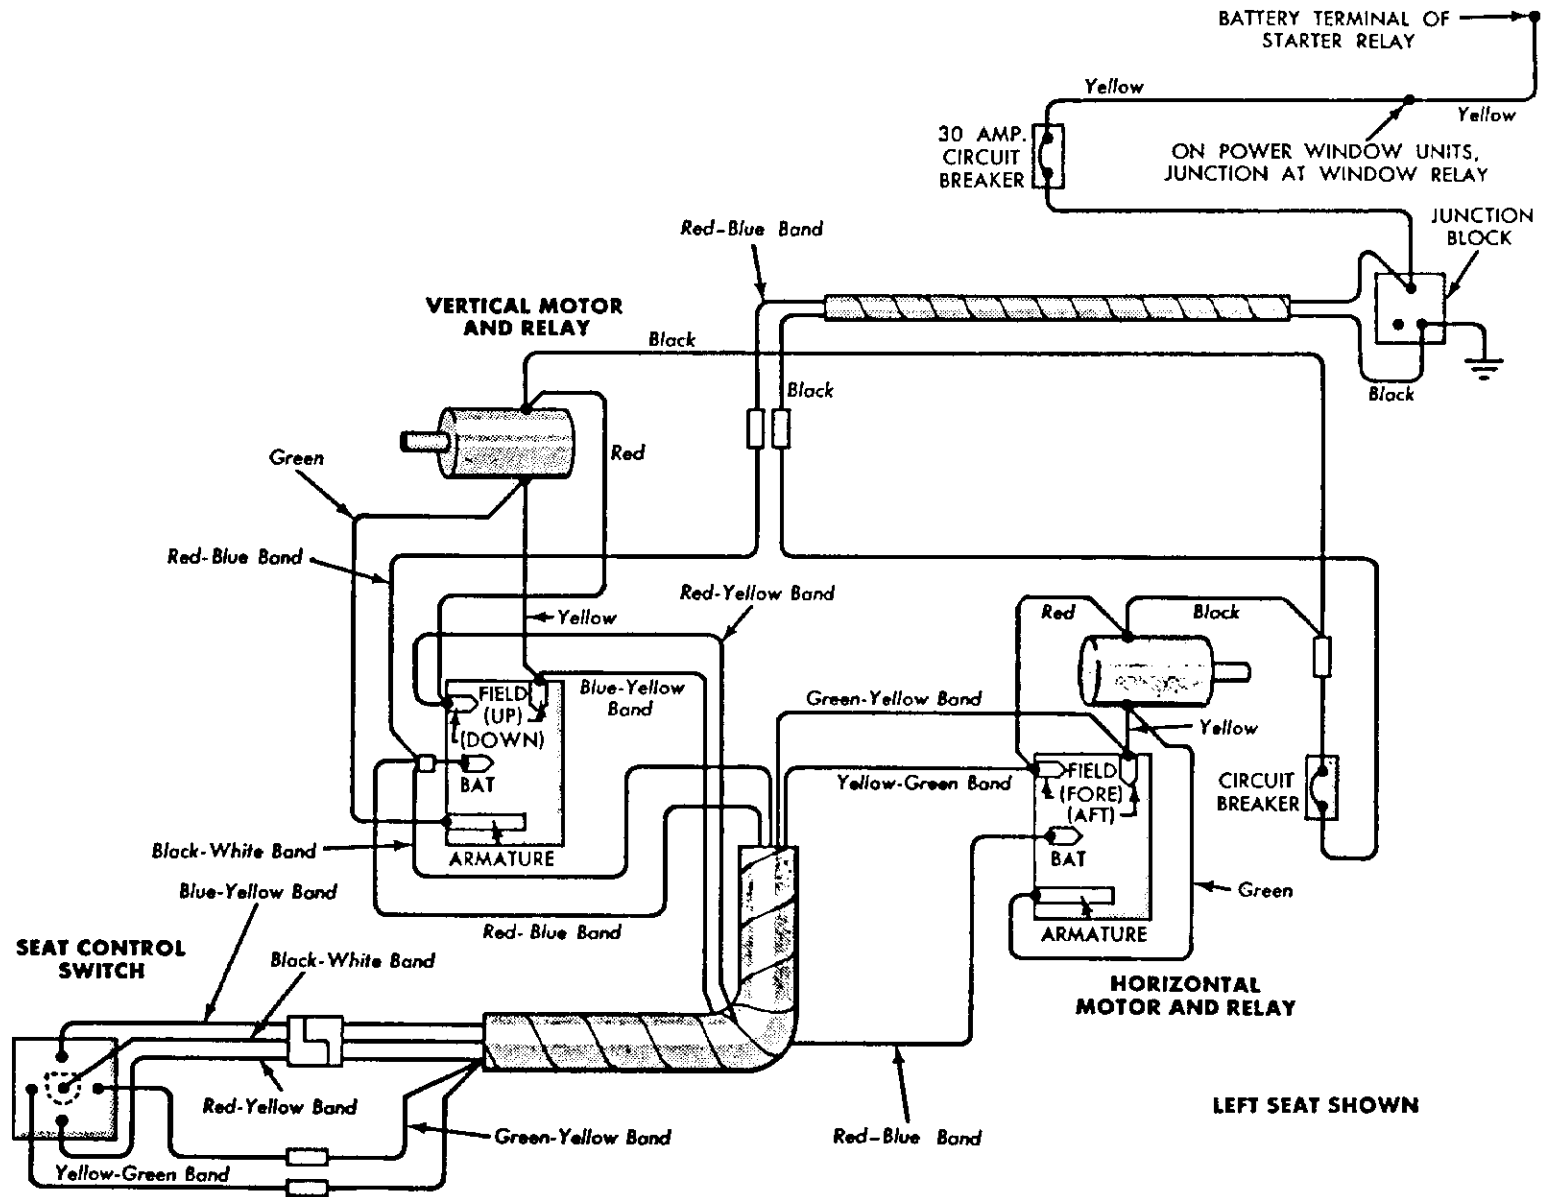 BATTERY TERMINAL OF
STARTER RELAY
Yellow
Yellow
30 AMP.
CIRCUIT
BREAKER
ON POWER WINDOW UNITS,
JUNCTION AT WINDOW RELAY
JUNCTION
BLOCK
Red-Blue Band
VERTICAL MOTOR
AND RELAY
Black
Black
Black
Red
Green
Red-Blue Band
Yellow
Red-Yellow Band
Red
Black
Blue-Yellow
Band
FIELD
(UP)
(DOWN)
BAT
ARMATURE
Green-Yellow Band
Yellow
Yellow-Green Band
FIELD
(FORE)
(AFT)
BAT
ARMATURE
CIRCUIT
BREAKER
Green
Black-White Band
Blue-Yellow Band
Red-Blue Band
SEAT CONTROL
SWITCH
Black-White Band
HORIZONTAL
MOTOR AND RELAY
Red-Yellow Band
Green-Yellow Band
Red-Blue Band
LEFT SEAT SHOWN
Yellow-Green Band